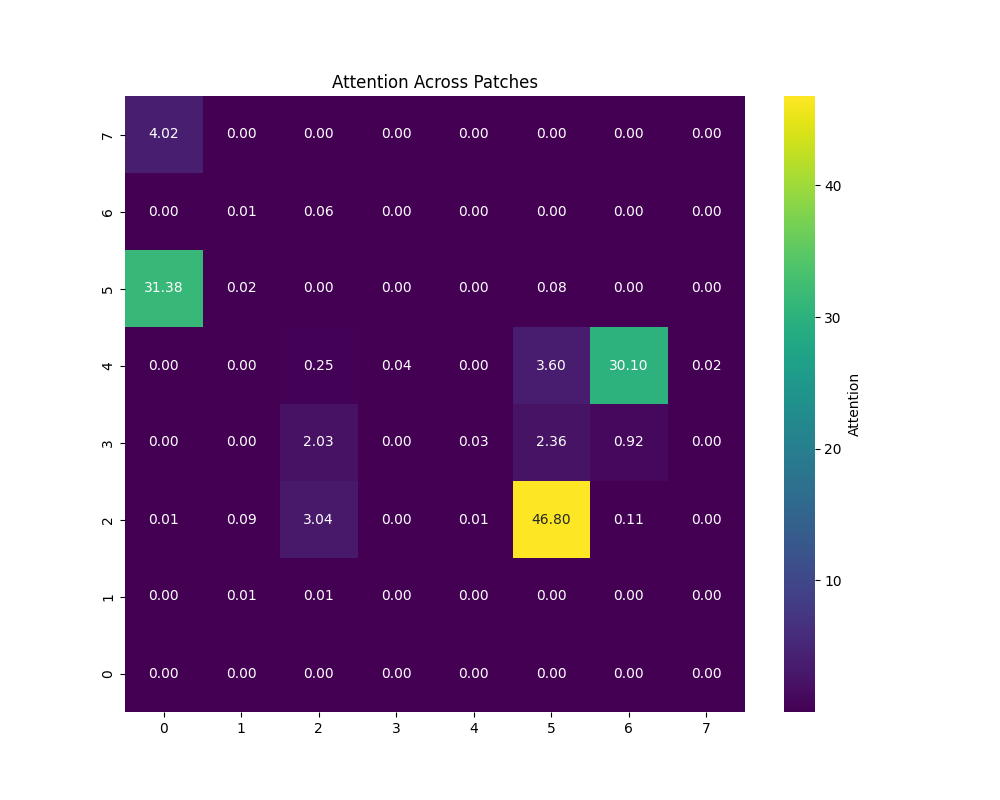 Attention Across Patches
7 4.02 0.00 0.00 0.00 0.00 0.00 0.00 0.00
6 0.00 0.01 0.06 0.00 0.00 0.00 0.00 0.00
5 31.38 0.02 0.00 0.00 0.00 0.08 0.00 0.00
4 0.00 0.00 0.25 0.04 0.00 3.60 30.10 0.02
3 0.00 0.00 2.03 0.00 0.03 2.36 0.92 0.00
2 0.01 0.09 3.04 0.00 0.01 46.80 0.11 0.00
1 0.00 0.01 0.01 0.00 0.00 0.00 0.00 0.00
0 0.00 0.00 0.00 0.00 0.00 0.00 0.00 0.00
0 1 2 3 4 5 6 7
40
30
20
10
Attention